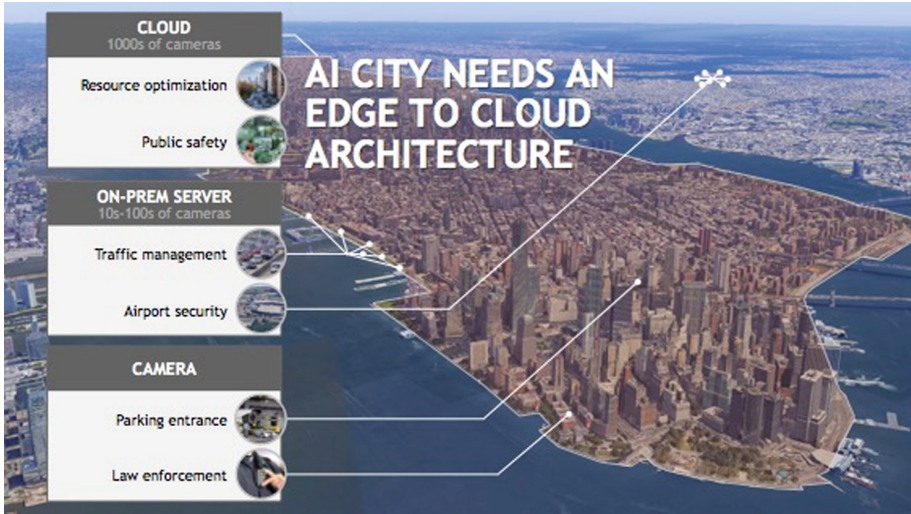 CLOUD
1000s of cameras
Resource optimization
Public safety
AI CITY NEEDS AN
EDGE TO CLOUD
ARCHITECTURE
ON-PREM SERVER
10s-100s of cameras
Traffic management
Airport security
CAMERA
Parking entrance
Law enforcement